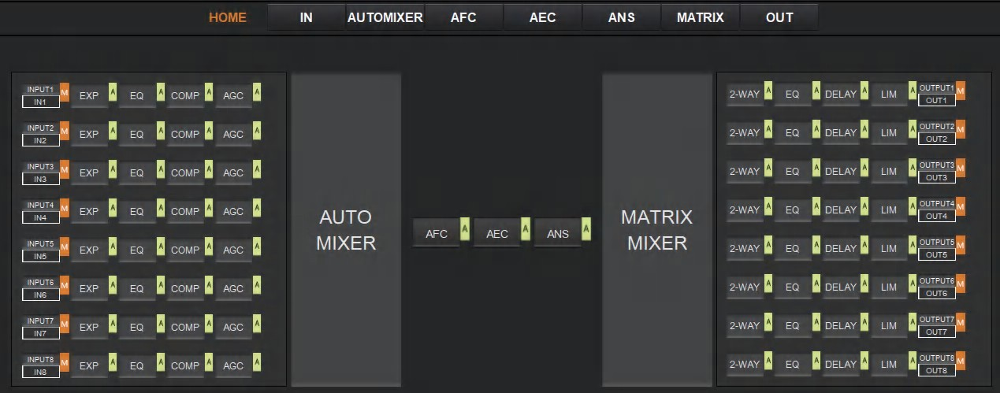 HOME IN AUTOMIXER AFC AEC ANS MATRIX OUT
INPUT1 M EXP A EQ A COMP A AGC A
IN1
INPUT2 M EXP A EQ A COMP A AGC A
IN2
INPUT3 M EXP A EQ A COMP A AGC A
IN3
INPUT4 M EXP A EQ A COMP A AGC A
IN4
INPUT5 M EXP A EQ A COMP A AGC A
IN5
INPUT6 M EXP A EQ A COMP A AGC A
IN6
INPUT7 M EXP A EQ A COMP A AGC A
IN7
INPUT8 M EXP A EQ A COMP A AGC A
IN8
AUTO
MIXER
AFC A AEC A ANS A
MATRIX
MIXER
2-WAY A EQ A DELAY A LIM A OUTPUT1 M
OUT1
2-WAY A EQ A DELAY A LIM A OUTPUT2 M
OUT2
2-WAY A EQ A DELAY A LIM A OUTPUT3 M
OUT3
2-WAY A EQ A DELAY A LIM A OUTPUT4 M
OUT4
2-WAY A EQ A DELAY A LIM A OUTPUT5 M
OUT5
2-WAY A EQ A DELAY A LIM A OUTPUT6 M
OUT6
2-WAY A EQ A DELAY A LIM A OUTPUT7 M
OUT7
2-WAY A EQ A DELAY A LIM A OUTPUT8 M
OUT8